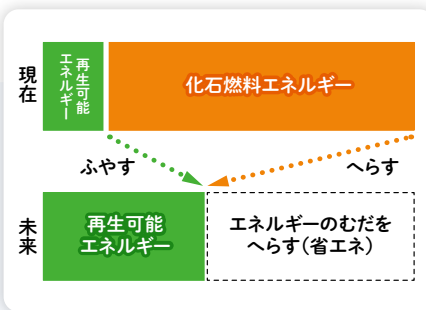 現在
再生可能
エネルギー
化石燃料エネルギー
ふやす
へらす
未来
再生可能
エネルギー
エネルギーのむだを
へらす(省エネ)